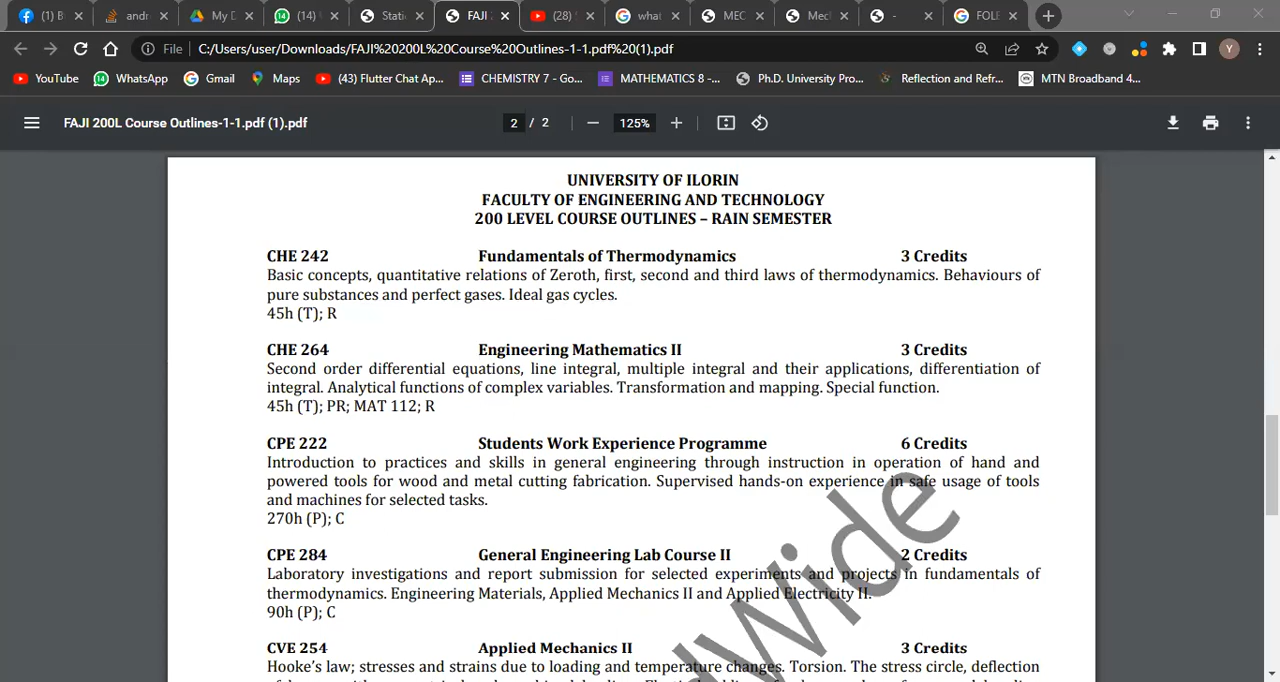 (1) B
andr
My D
(14)
Stati
FAJI
(28)
what
MEC
Mech
-
FOLE
File
C:/Users/user/Downloads/FAJI%20200L%20Course%20Outlines-1-1.pdf%20(1).pdf
Y
YouTube
WhatsApp
Gmail
Maps
(43) Flutter Chat Ap...
CHEMISTRY 7 - Go...
MATHEMATICS 8 -...
Ph.D. University Pro...
Reflection and Refr...
MTN Broadband 4...
FAJI 200L Course Outlines-1-1.pdf (1).pdf
2 / 2
125%
UNIVERSITY OF ILORIN
FACULTY OF ENGINEERING AND TECHNOLOGY
200 LEVEL COURSE OUTLINES – RAIN SEMESTER
CHE 242 Fundamentals of Thermodynamics 3 Credits
Basic concepts, quantitative relations of Zeroth, first, second and third laws of thermodynamics. Behaviours of
pure substances and perfect gases. Ideal gas cycles.
45h (T); R
CHE 264 Engineering Mathematics II 3 Credits
Second order differential equations, line integral, multiple integral and their applications, differentiation of
integral. Analytical functions of complex variables. Transformation and mapping. Special function.
45h (T); PR; MAT 112; R
CPE 222 Students Work Experience Programme 6 Credits
Introduction to practices and skills in general engineering through instruction in operation of hand and
powered tools for wood and metal cutting fabrication. Supervised hands-on experience in safe usage of tools
and machines for selected tasks.
270h (P); C
CPE 284 General Engineering Lab Course II 2 Credits
Laboratory investigations and report submission for selected experiments and projects in fundamentals of
thermodynamics. Engineering Materials, Applied Mechanics II and Applied Electricity II.
90h (P); C
CVE 254 Applied Mechanics II 3 Credits
Hooke's law; stresses and strains due to loading and temperature changes. Torsion. The stress circle, deflection